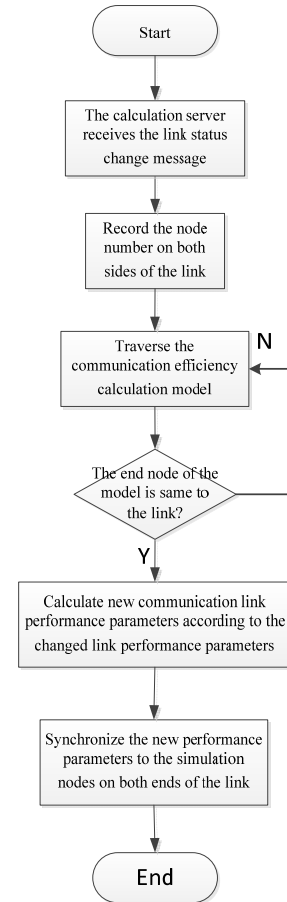 Start
The calculation server
receives the link status
change message
Record the node
number on both
sides of the link
Traverse the
communication efficiency
calculation model
N
The end node of the
model is same to
the link?
Y
Calculate new communication link
performance parameters according to the
changed link performance parameters
Synchronize the new performance
parameters to the simulation
nodes on both ends of the link
End